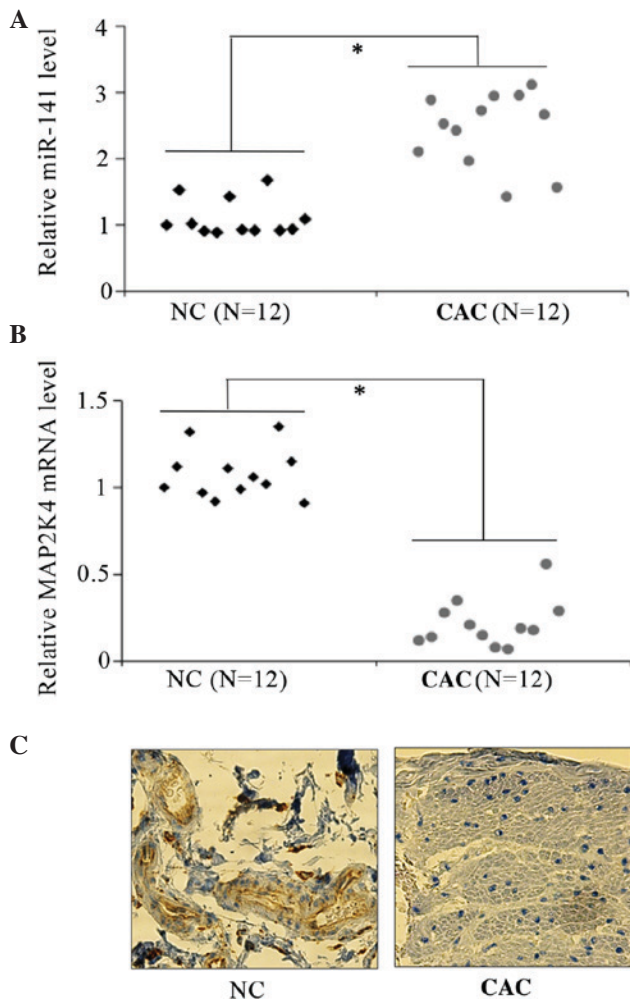 A
Relative miR-141 level
4
3
2
1
0
*
NC (N=12)
CAC (N=12)
B
Relative MAP2K4 mRNA level
1.5
1
0.5
0
*
NC (N=12)
CAC (N=12)
C
NC
CAC